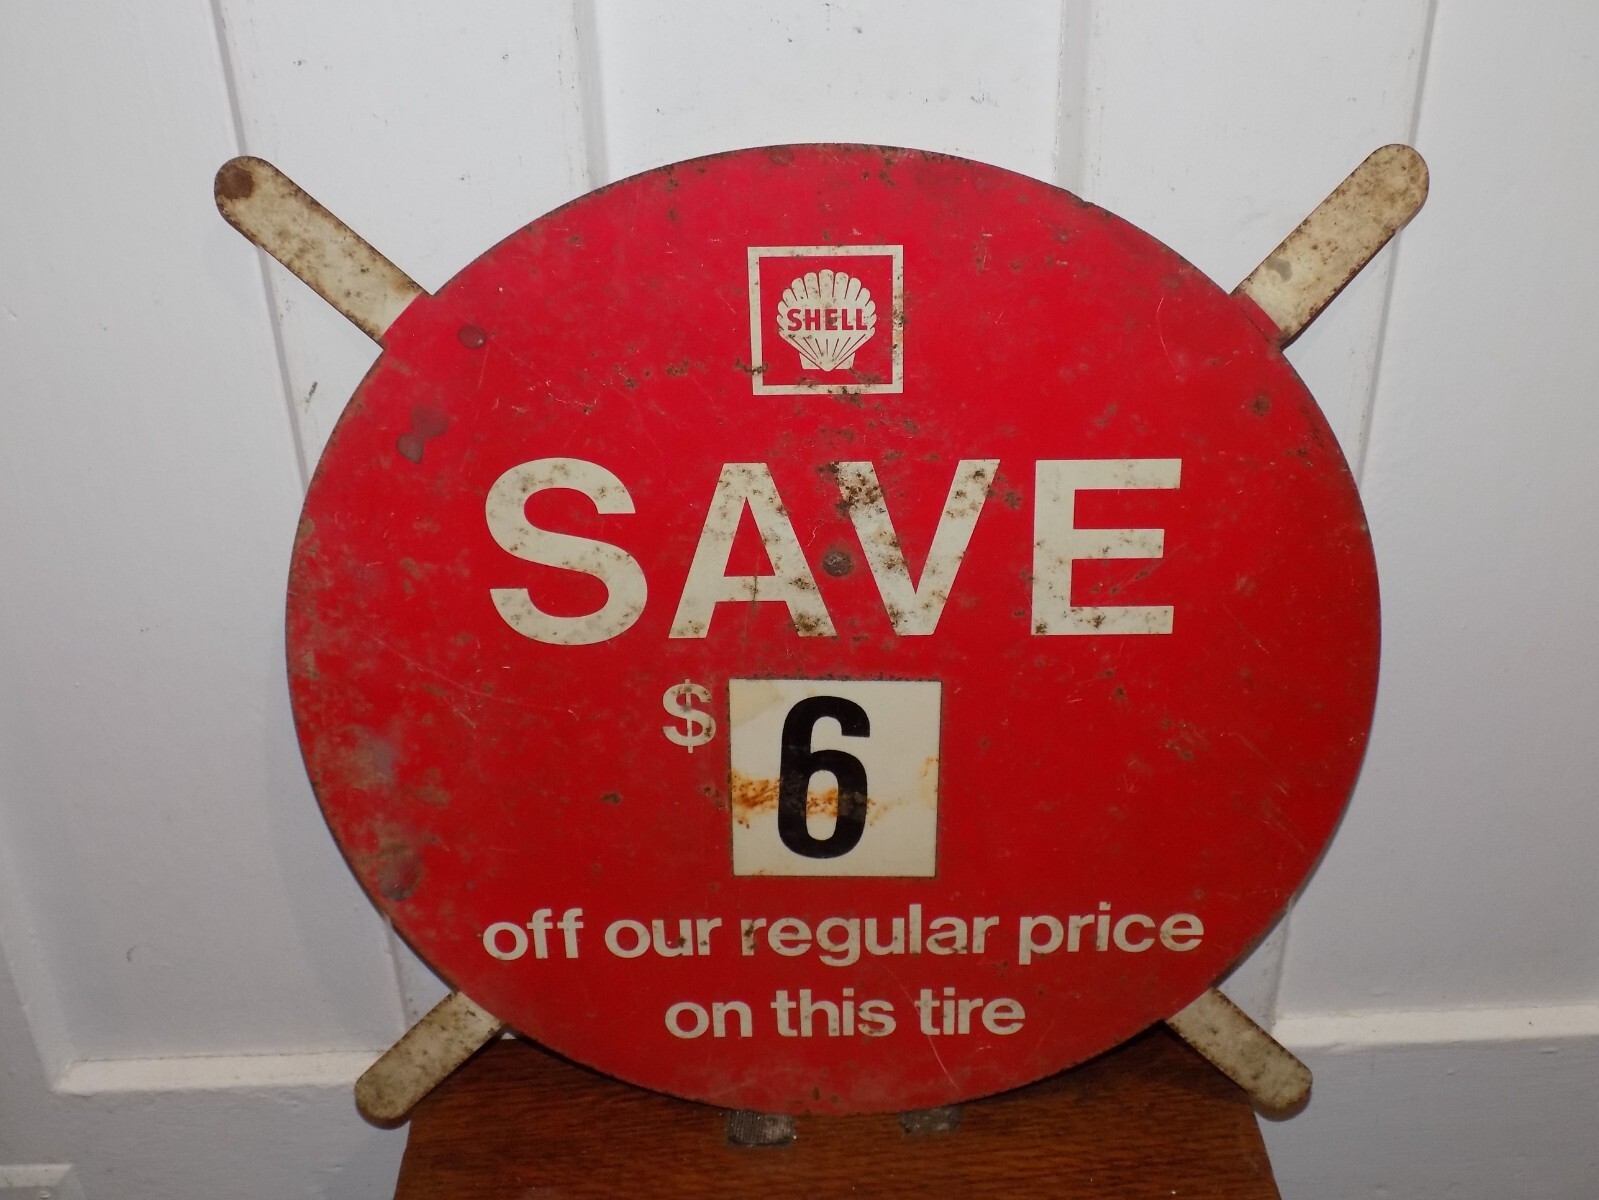 SHELL
SAVE
$ 6
off our regular price
on this tire